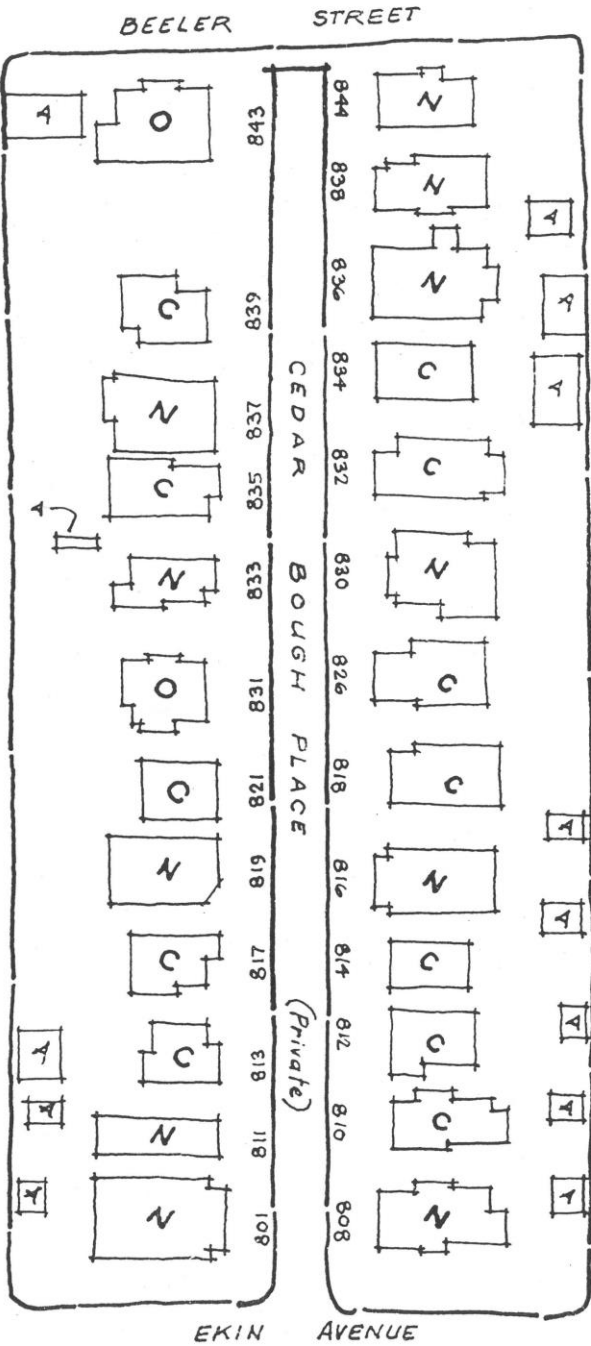 BEELER STREET
A O 843
C 839
N 837
C 835
A
N 833
O 831
C 821
N 819
C 817
A C 813
A N 811
A N 801
CEDAR BOUGH PLACE (Private)
844 N
838 N
A
836 N A
834 C A
832 C
830 N
826 C
818 C
A
816 N
A
814 C
812 C A
810 C A
808 N A
EKIN AVENUE